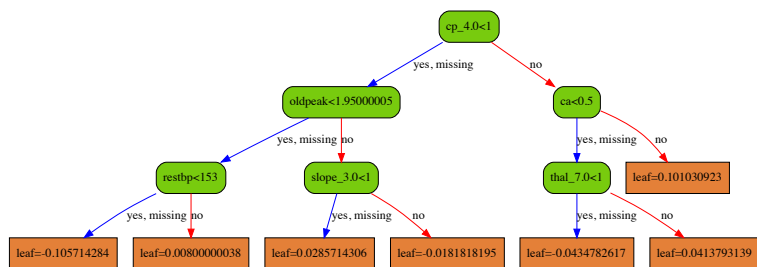 cp_4.0<1
yes, missing
no
oldpeak<1.95000005
ca<0.5
yes, missing
no
yes, missing
no
restbp<153
slope_3.0<1
thal_7.0<1
leaf=0.101030923
yes, missing
no
yes, missing
no
yes, missing
no
leaf=-0.105714284
leaf=0.00800000038
leaf=0.0285714306
leaf=-0.0181818195
leaf=-0.0434782617
leaf=0.0413793139